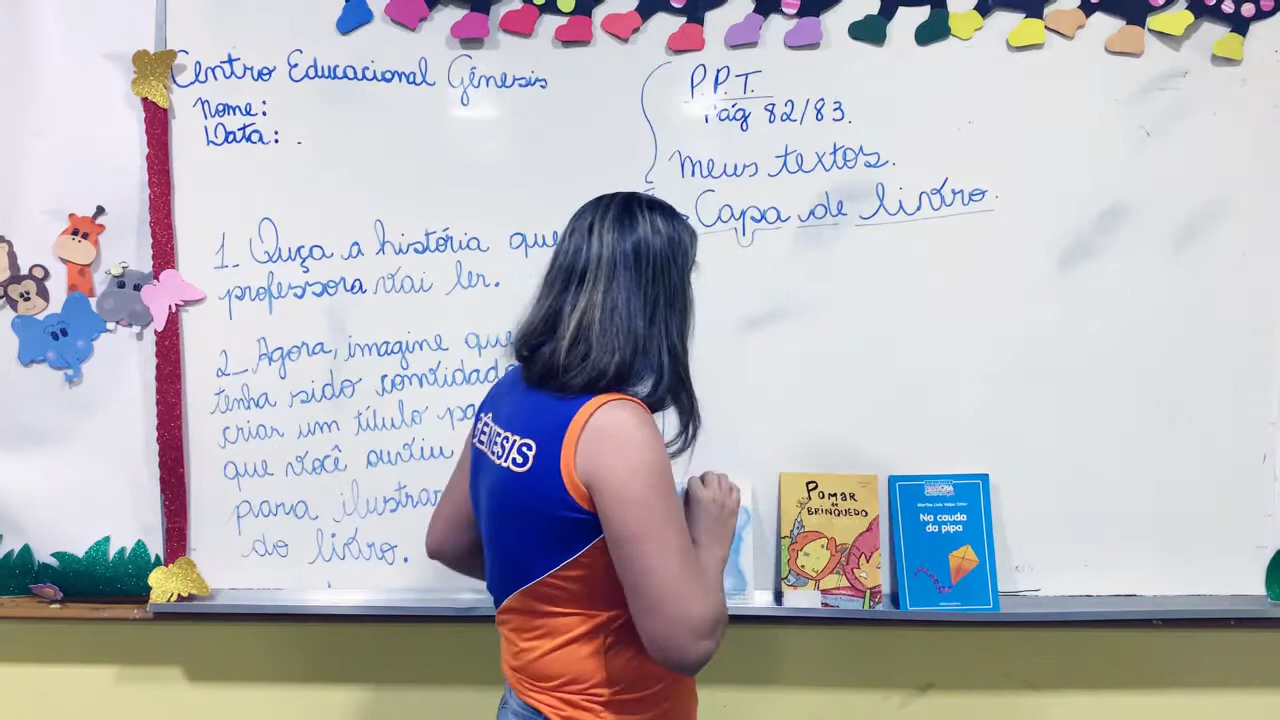 Centro Educacional Gênesis
Nome:
Data: .
P.P.T.
Pág 82/83.
Meus textos.
Capa de livro.
1_ Ouça a história que
professora vai ler.
2_ Agora, imagine que
tenha sido convidado
criar um título
que você ouviu
para ilustrar
do livro.
GÊNESIS
POMAR
de
BRINQUEDO
Na cauda
da pipa